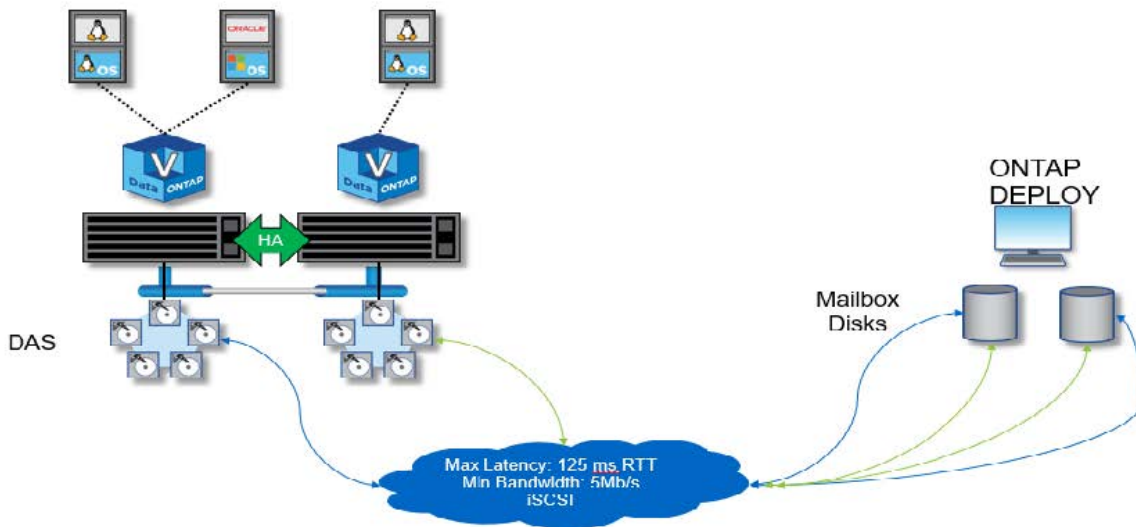 ORACLE
OS
OS
OS
V
Data ONTAP
V
Data ONTAP
HA
DAS
ONTAP
DEPLOY
Mailbox
Disks
Max Latency: 125 ms RTT
Min Bandwidth: 5Mb/s
iSCSI